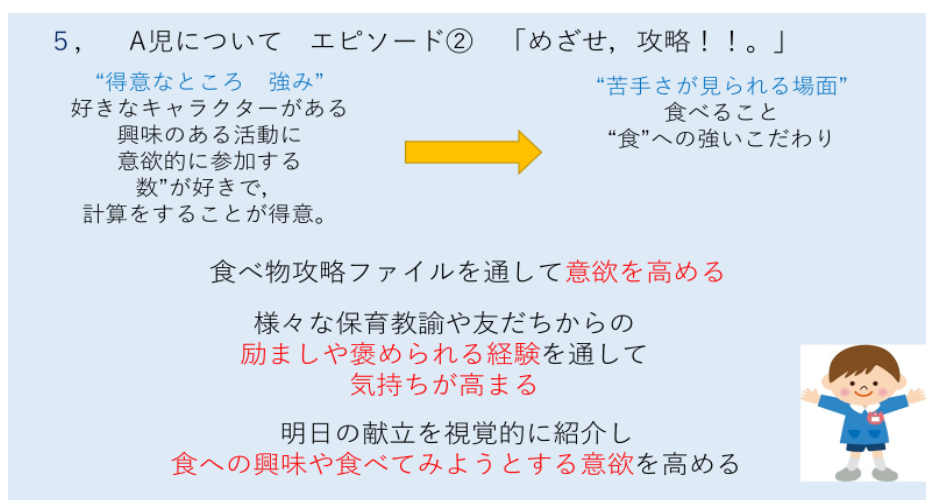 5， A児について エピソード② 「めざせ，攻略！！。」
“得意なところ 強み”
好きなキャラクターがある
興味のある活動に
意欲的に参加する
数”が好きで，
計算をすることが得意。
“苦手さが見られる場面”
食べること
“食”への強いこだわり
食べ物攻略ファイルを通して意欲を高める
様々な保育教諭や友だちからの
励ましや褒められる経験を通して
気持ちが高まる
明日の献立を視覚的に紹介し
食への興味や食べてみようとする意欲を高める